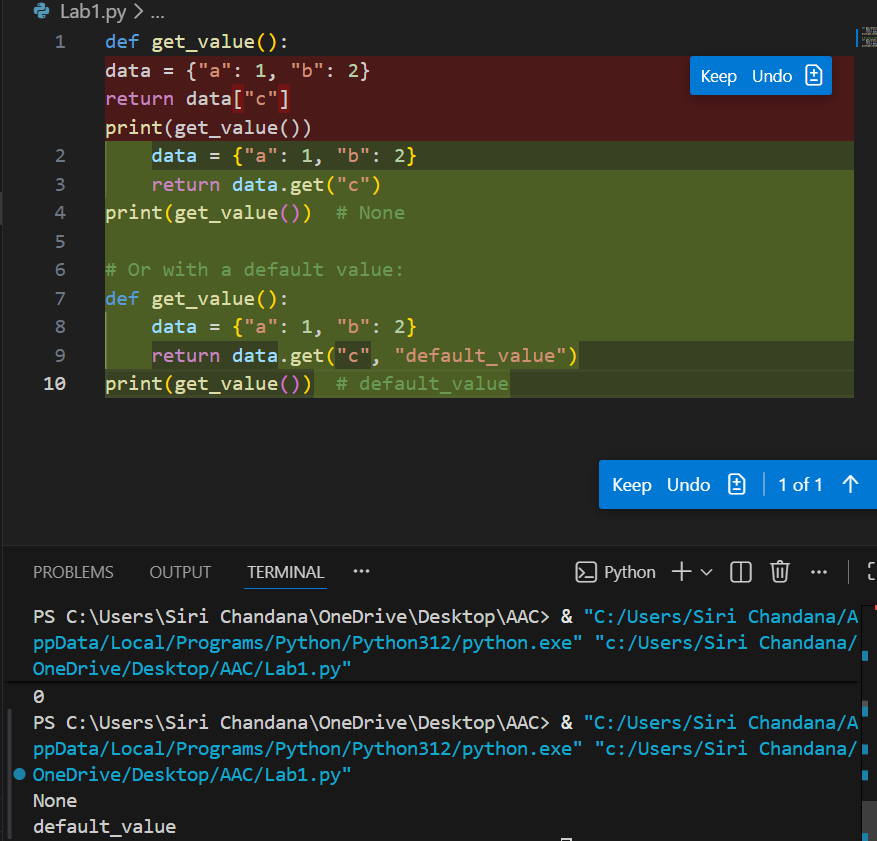 Lab1.py > ...
1 def get_value():
data = {"a": 1, "b": 2}
return data["c"]
print(get_value())
Keep Undo
2     data = {"a": 1, "b": 2}
3     return data.get("c")
4 print(get_value())  # None
5
6 # Or with a default value:
7 def get_value():
8     data = {"a": 1, "b": 2}
9     return data.get("c", "default_value")
10 print(get_value())  # default_value
Keep Undo 1 of 1
PROBLEMS OUTPUT TERMINAL ... Python ...
PS C:\Users\Siri Chandana\OneDrive\Desktop\AAC> & "C:/Users/Siri Chandana/A
ppData/Local/Programs/Python/Python312/python.exe" "c:/Users/Siri Chandana/
OneDrive/Desktop/AAC/Lab1.py"
0
PS C:\Users\Siri Chandana\OneDrive\Desktop\AAC> & "C:/Users/Siri Chandana/A
ppData/Local/Programs/Python/Python312/python.exe" "c:/Users/Siri Chandana/
OneDrive/Desktop/AAC/Lab1.py"
None
default_value